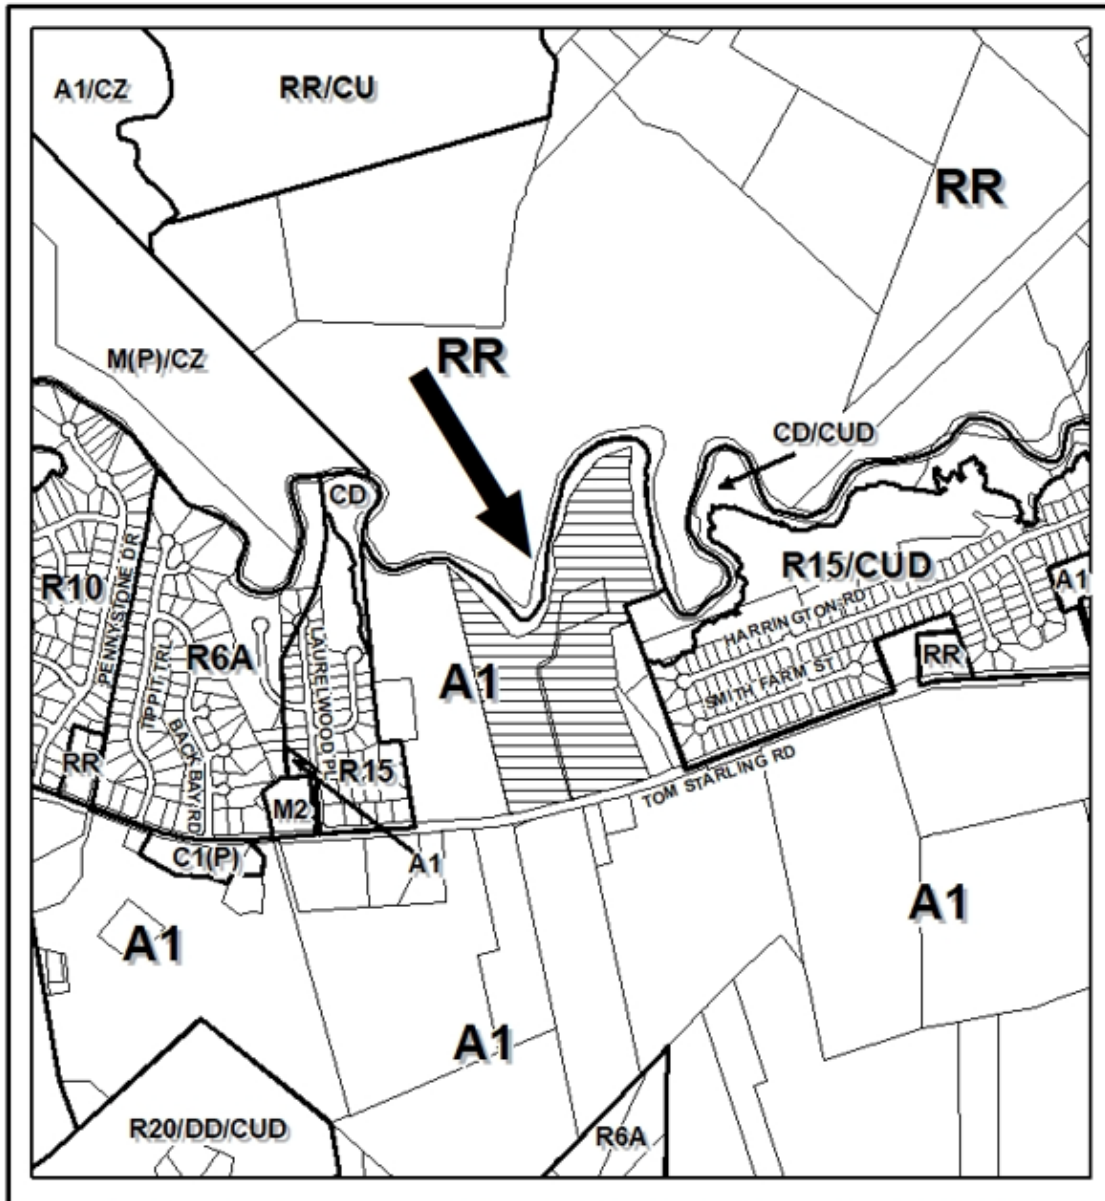 A1/CZ
RR/CU
RR
M(P)/CZ
RR
CD/CUD
CD
R10
PENNYSTONE DR
TIPPIT TRL
R6A
BACK BAY RD
LAURELWOOD PL
R15/CUD
A1
HARRINGTON RD
SMITH FARM ST
RR
A1
RR
R15
M2
TOM STARLING RD
C1(P)
A1
A1
A1
A1
R20/DD/CUD
R6A